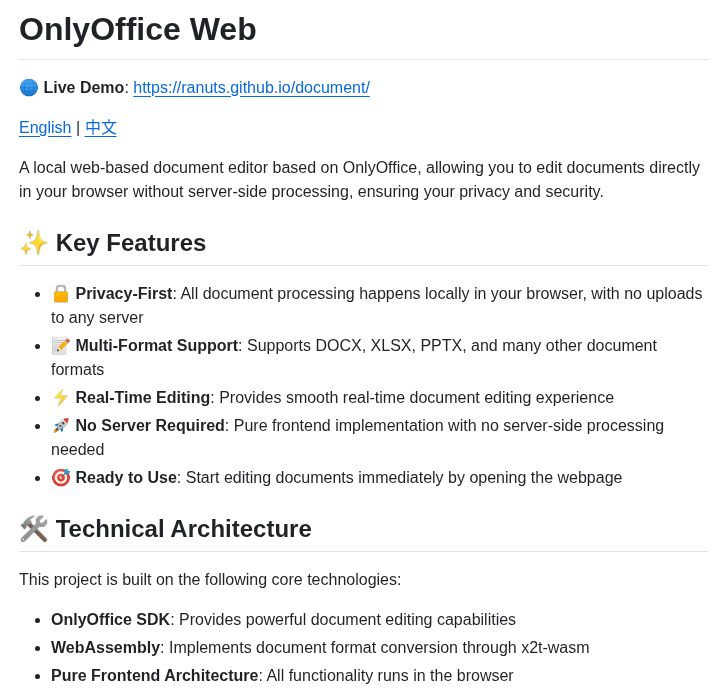 OnlyOffice Web
🌐 Live Demo: https://ranuts.github.io/document/
English | 中文
A local web-based document editor based on OnlyOffice, allowing you to edit documents directly
in your browser without server-side processing, ensuring your privacy and security.
✨ Key Features
• 🔒 Privacy-First: All document processing happens locally in your browser, with no uploads
to any server
• 📝 Multi-Format Support: Supports DOCX, XLSX, PPTX, and many other document
formats
• ⚡ Real-Time Editing: Provides smooth real-time document editing experience
• 🚀 No Server Required: Pure frontend implementation with no server-side processing
needed
• 🎯 Ready to Use: Start editing documents immediately by opening the webpage
🛠️ Technical Architecture
This project is built on the following core technologies:
• OnlyOffice SDK: Provides powerful document editing capabilities
• WebAssembly: Implements document format conversion through x2t-wasm
• Pure Frontend Architecture: All functionality runs in the browser